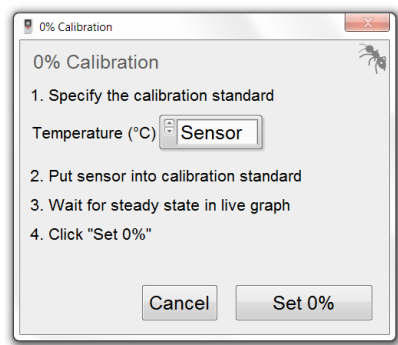 0% Calibration
0% Calibration
1. Specify the calibration standard
Temperature (°C) Sensor
2. Put sensor into calibration standard
3. Wait for steady state in live graph
4. Click "Set 0%"
Cancel Set 0%